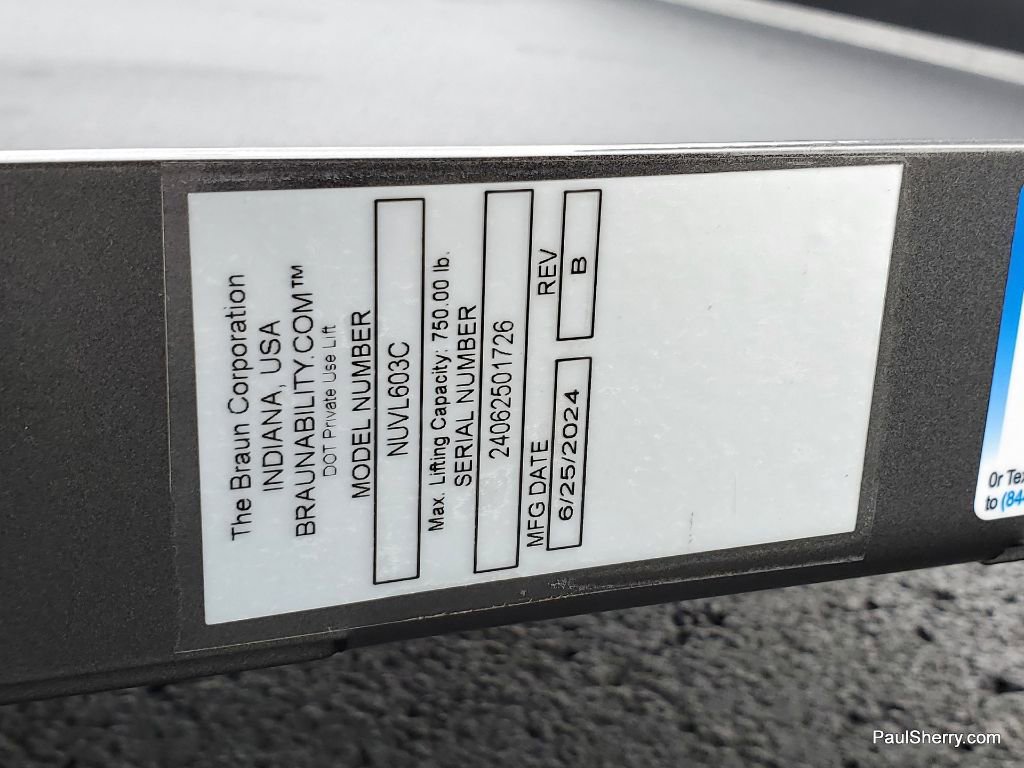 The Braun Corporation
INDIANA, USA
BRAUNABILITY.COM™
DOT Private Use Lift
MODEL NUMBER
NUVL603C
Max. Lifting Capacity; 750.00 lb.
SERIAL NUMBER
24062501726
MFG DATE REV
6/25/2024 B
Or Tex
to (84
PaulSherry.com